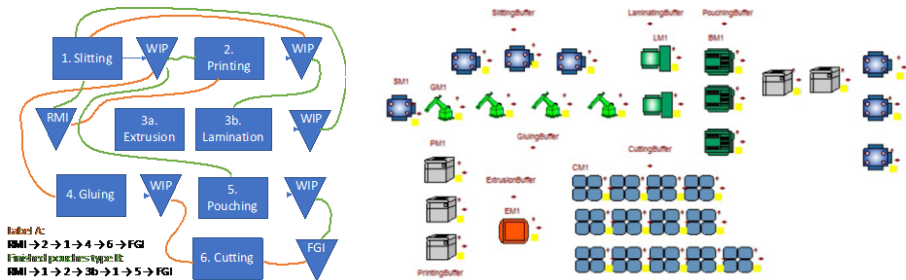 WIP
WIP
1. Slitting
2.
Printing
RMI
3a.
Extrusion
3b.
Lamination
WIP
4. Gluing
WIP
5.
Pouching
WIP
label A:
RMI → 2 → 1 → 4 → 6 → FGI
Finished pouches type B:
RMI → 1 → 2 → 3b → 1 → 5 → FGI
6. Cutting
FGI
SlittingBuffer
LaminatingBuffer
PouchingBuffer
LM1
BM1
SM1
GM1
GluingBuffer
PM1
CuttingBuffer
CM1
ExtrusionBuffer
EM1
PrintingBuffer